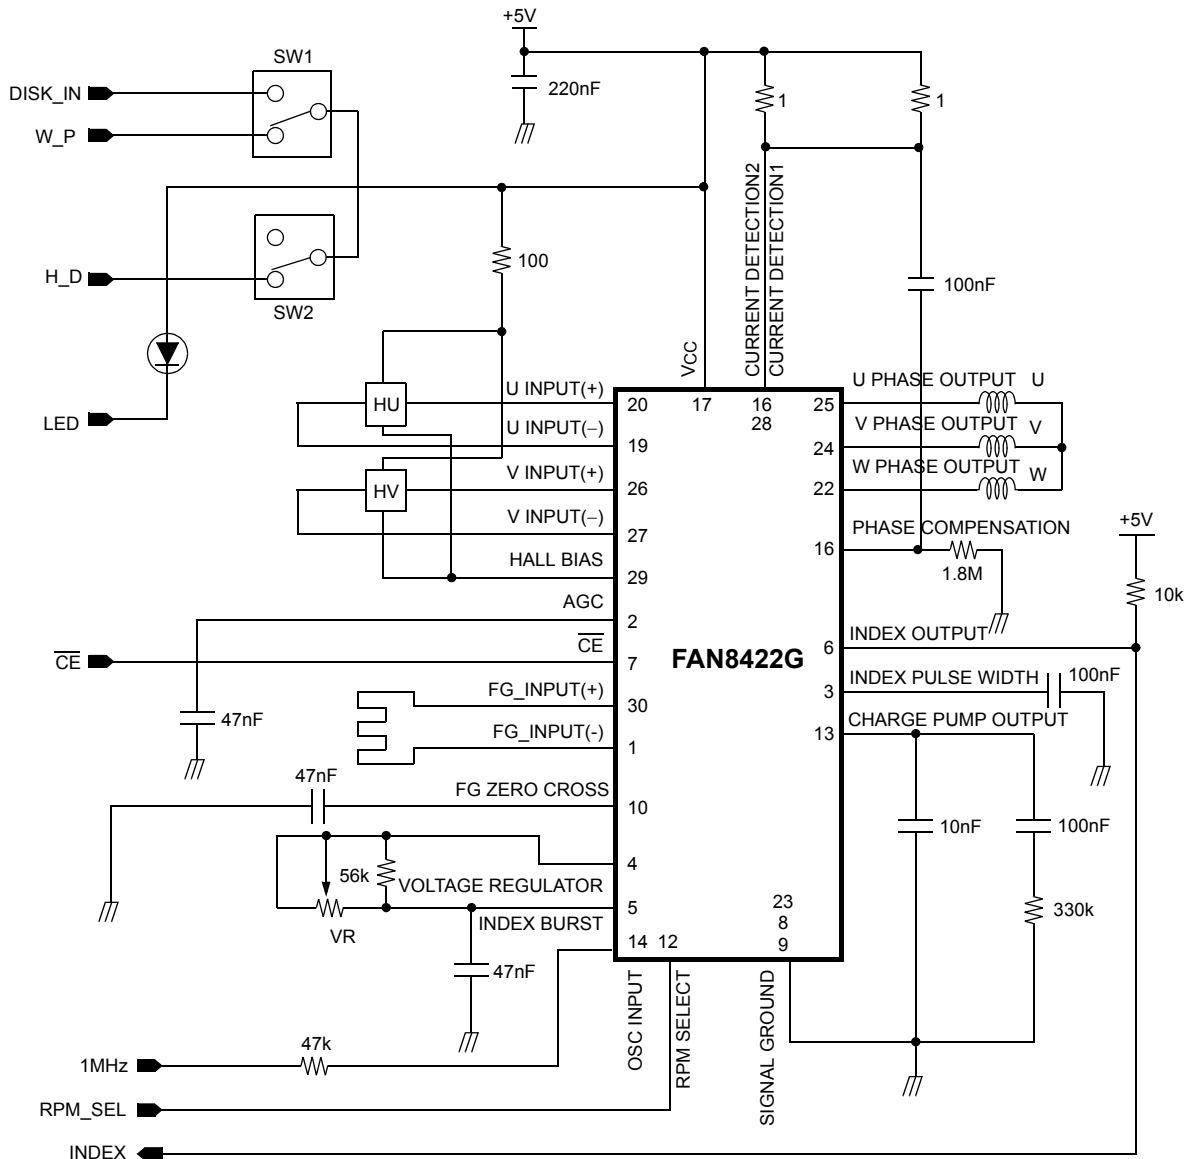 +5V
SW1
DISK_IN
W_P
220nF
1
1
H_D
SW2
100
LED
CURRENT DETECTION2
CURRENT DETECTION1
VCC
100nF
HU
U INPUT(+)
20
17
16
28
25
U PHASE OUTPUT U
U INPUT(−)
19
24
V PHASE OUTPUT V
HV
V INPUT(+)
26
22
W PHASE OUTPUT W
V INPUT(−)
27
16
PHASE COMPENSATION
1.8M
+5V
10k
HALL BIAS
29
AGC
2
FAN8422G
6
INDEX OUTPUT
CE
CE
7
3
INDEX PULSE WIDTH
100nF
47nF
FG_INPUT(+)
30
13
CHARGE PUMP OUTPUT
FG_INPUT(-)
1
47nF
FG ZERO CROSS
10
10nF
100nF
4
56k
VOLTAGE REGULATOR
5
VR
INDEX BURST
23
8
9
330k
14
12
47nF
OSC INPUT
RPM SELECT
SIGNAL GROUND
1MHz
47k
RPM_SEL
INDEX